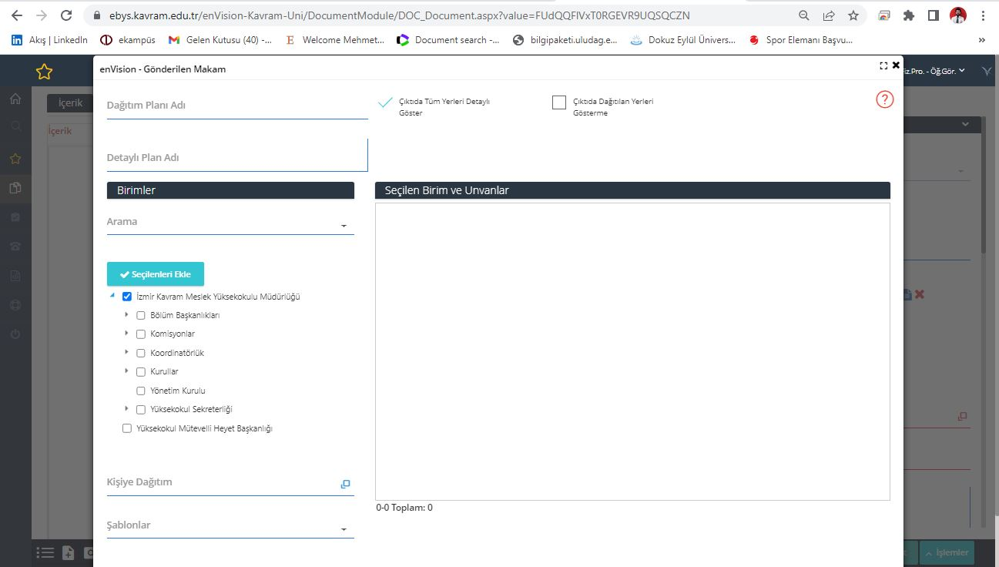 ebys.kavram.edu.tr/enVision-Kavram-Uni/DocumentModule/DOC_Document.aspx?value=FUdQQFlVxT0RGEVR9UQSQCZN
Akış | LinkedIn ekampüs Gelen Kutusu (40) -... Welcome Mehmet... Document search -... bilgipaketi.uludag.e... Dokuz Eylül Ünivers... Spor Elemanı Başvu... »
enVision - Gönderilen Makam
iz.Pro. - Öğ.Gör.
İçerik
İçerik
Dağıtım Planı Adı
Çıktıda Tüm Yerleri Detaylı
Göster
Çıktıda Dağıtılan Yerleri
Gösterme
Detaylı Plan Adı
Birimler
Seçilen Birim ve Unvanlar
Arama
Seçilenleri Ekle
İzmir Kavram Meslek Yüksekokulu Müdürlüğü
Bölüm Başkanlıkları
Komisyonlar
Koordinatörlük
Kurullar
Yönetim Kurulu
Yüksekokul Sekreterliği
Yüksekokul Mütevelli Heyet Başkanlığı
Kişiye Dağıtım
0-0 Toplam: 0
Şablonlar
İşlemler